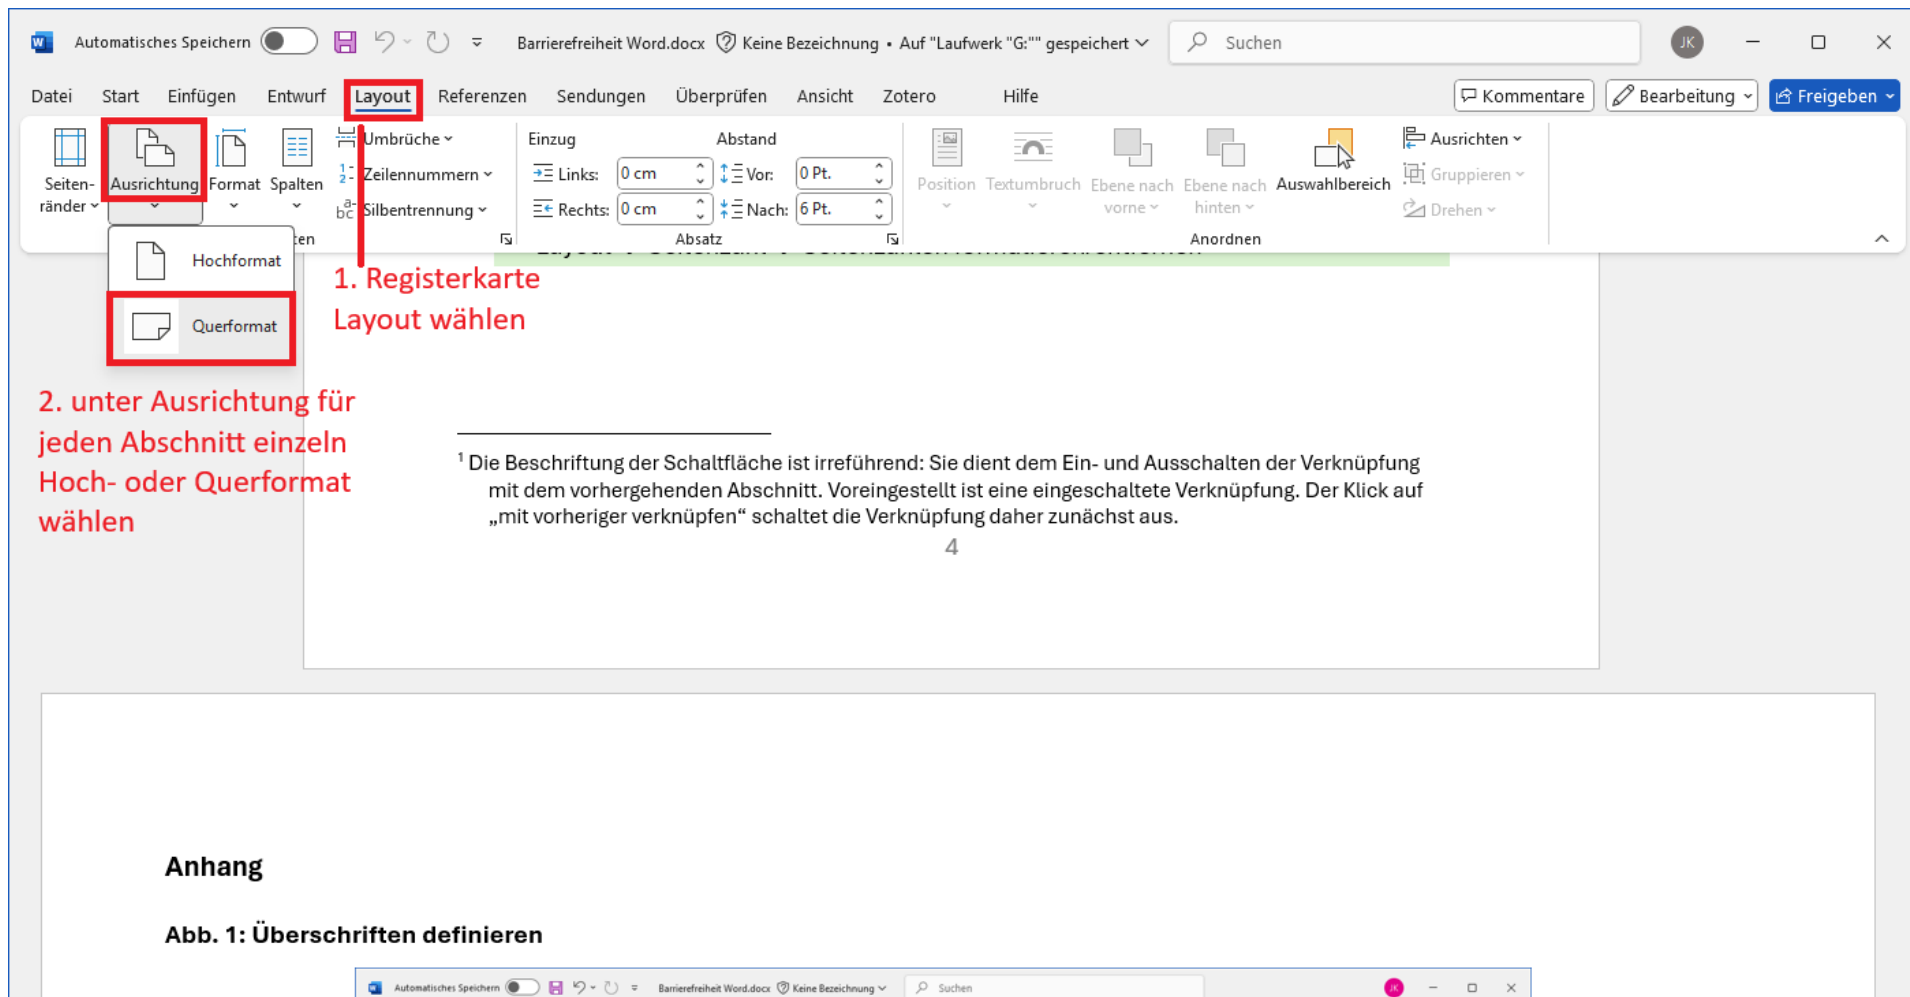 Automatisches Speichern
Barrierefreiheit Word.docx Keine Bezeichnung • Auf "Laufwerk "G:"" gespeichert
Suchen
JK
Datei Start Einfügen Entwurf Layout Referenzen Sendungen Überprüfen Ansicht Zotero Hilfe
Kommentare Bearbeitung Freigeben
Seiten-
ränder
Ausrichtung
Format
Spalten
Umbrüche
Zeilennummern
Silbentrennung
Einzug
Links: 0 cm
Rechts: 0 cm
Abstand
Vor: 0 Pt.
Nach: 6 Pt.
Absatz
Position
Textumbruch
Ebene nach
vorne
Ebene nach
hinten
Auswahlbereich
Ausrichten
Gruppieren
Drehen
Anordnen
Hochformat
Querformat
1. Registerkarte
Layout wählen
2. unter Ausrichtung für
jeden Abschnitt einzeln
Hoch- oder Querformat
wählen
1 Die Beschriftung der Schaltfläche ist irreführend: Sie dient dem Ein- und Ausschalten der Verknüpfung
mit dem vorhergehenden Abschnitt. Voreingestellt ist eine eingeschaltete Verknüpfung. Der Klick auf
„mit vorheriger verknüpfen“ schaltet die Verknüpfung daher zunächst aus.
4
Anhang
Abb. 1: Überschriften definieren
Automatisches Speichern
Barrierefreiheit Word.docx Keine Bezeichnung
Suchen
JK